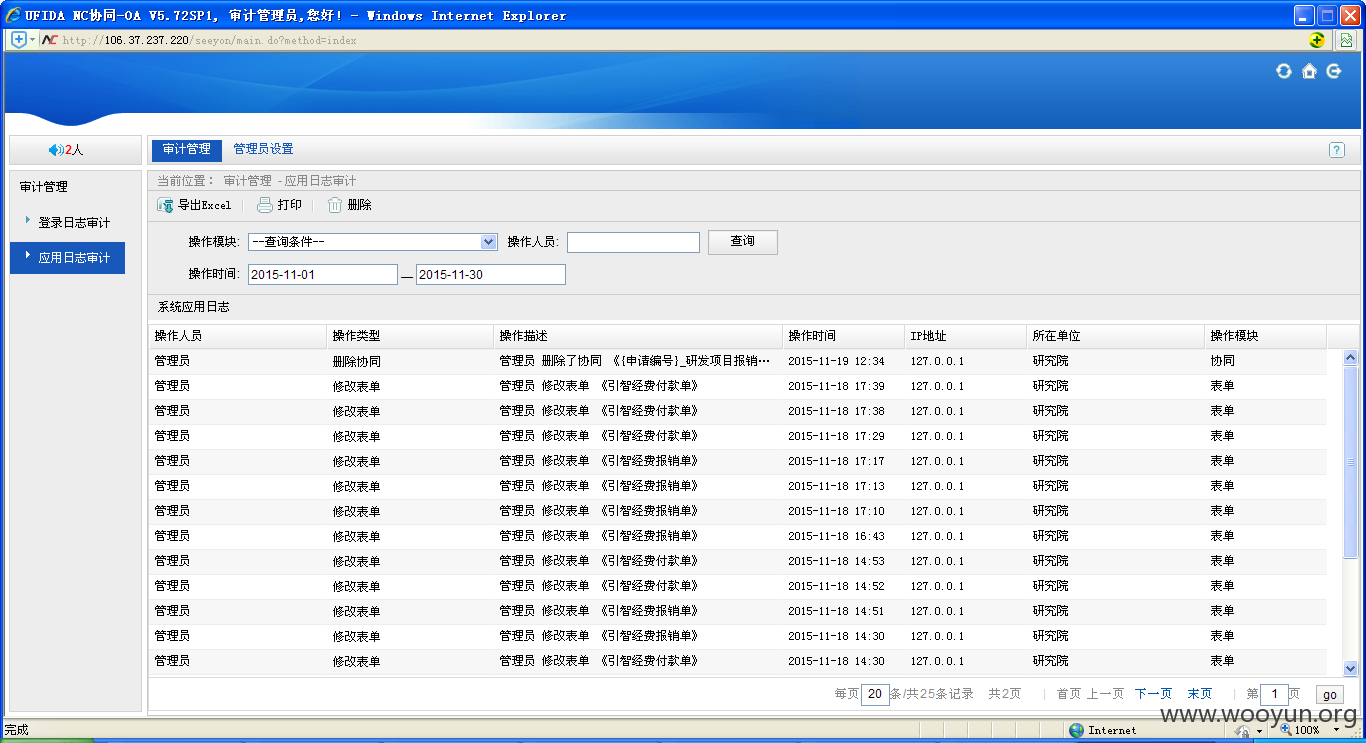 UFIDA NC协同-OA V5.72SP1, 审计管理员,您好! - Windows Internet Explorer
http://106.37.237.220/seeyon/main.do?method=index
2人
审计管理 管理员设置
审计管理
登录日志审计
应用日志审计
当前位置: 审计管理 - 应用日志审计
导出Excel 打印 删除
操作模块: --查询条件-- 操作人员: 查询
操作时间: 2015-11-01 — 2015-11-30
系统应用日志
操作人员 操作类型 操作描述 操作时间 IP地址 所在单位 操作模块
管理员 删除协同 管理员 删除了协同 《{申请编号}_研发项目报销… 2015-11-19 12:34 127.0.0.1 研究院 协同
管理员 修改表单 管理员 修改表单 《引智经费付款单》 2015-11-18 17:39 127.0.0.1 研究院 表单
管理员 修改表单 管理员 修改表单 《引智经费付款单》 2015-11-18 17:38 127.0.0.1 研究院 表单
管理员 修改表单 管理员 修改表单 《引智经费付款单》 2015-11-18 17:29 127.0.0.1 研究院 表单
管理员 修改表单 管理员 修改表单 《引智经费报销单》 2015-11-18 17:17 127.0.0.1 研究院 表单
管理员 修改表单 管理员 修改表单 《引智经费报销单》 2015-11-18 17:13 127.0.0.1 研究院 表单
管理员 修改表单 管理员 修改表单 《引智经费报销单》 2015-11-18 17:10 127.0.0.1 研究院 表单
管理员 修改表单 管理员 修改表单 《引智经费报销单》 2015-11-18 16:43 127.0.0.1 研究院 表单
管理员 修改表单 管理员 修改表单 《引智经费付款单》 2015-11-18 14:53 127.0.0.1 研究院 表单
管理员 修改表单 管理员 修改表单 《引智经费付款单》 2015-11-18 14:52 127.0.0.1 研究院 表单
管理员 修改表单 管理员 修改表单 《引智经费报销单》 2015-11-18 14:51 127.0.0.1 研究院 表单
管理员 修改表单 管理员 修改表单 《引智经费报销单》 2015-11-18 14:30 127.0.0.1 研究院 表单
管理员 修改表单 管理员 修改表单 《引智经费付款单》 2015-11-18 14:30 127.0.0.1 研究院 表单
每页 20 条/共25条记录 共2页 | 首页 上一页 下一页 末页 | 第 1 页 go
www.wooyun.org
完成 Internet 100%